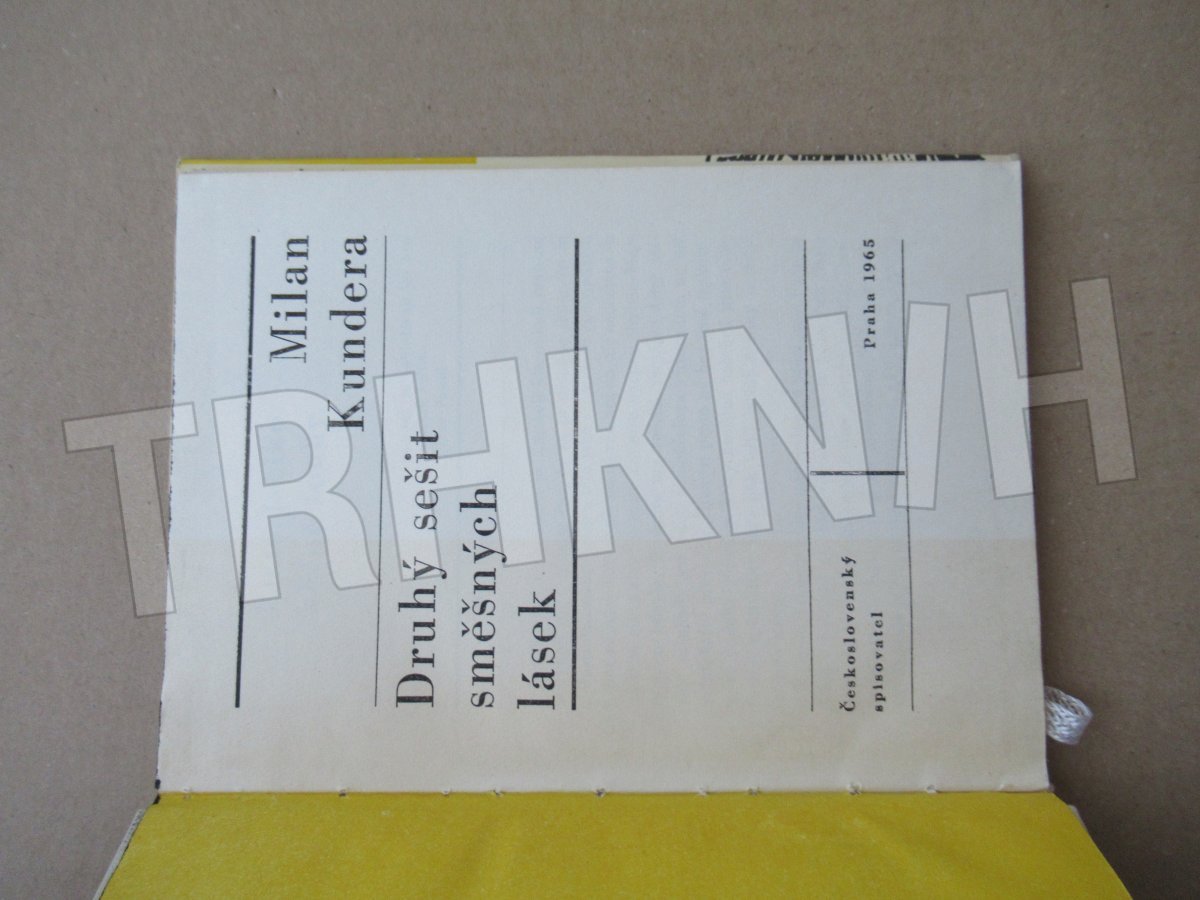 Milan
Kundera
Druhý sešit
směšných
lásek
Československý
spisovatel
Praha 1965
TRHKNIH